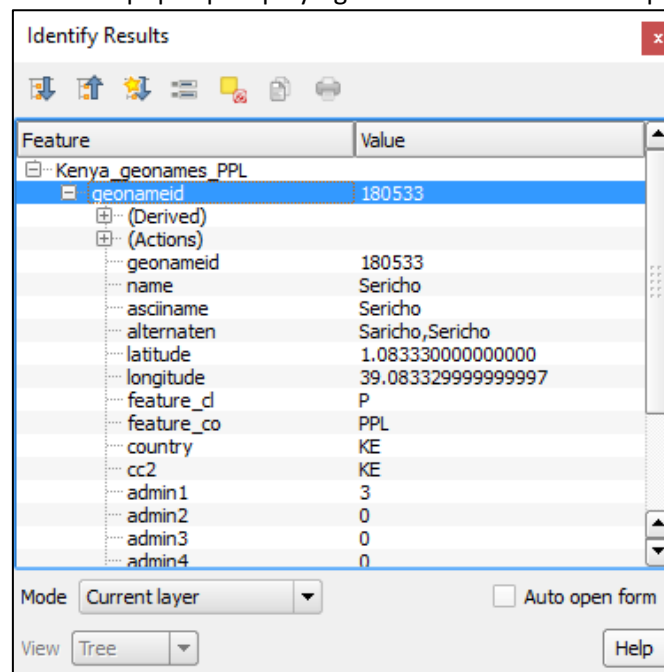 Identify Results
x
Feature Value
Kenya_geonames_PPL
geonameid 180533
(Derived)
(Actions)
geonameid 180533
name Sericho
asciiname Sericho
alternaten Saricho,Sericho
latitude 1.083330000000000
longitude 39.083329999999997
feature_cl P
feature_co PPL
country KE
cc2 KE
admin1 3
admin2 0
admin3 0
admin4 0
Mode Current layer Auto open form
View Tree Help